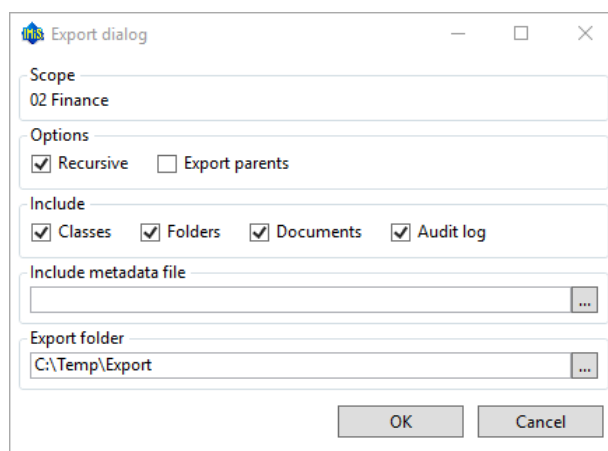 IMiS Export dialog
Scope
02 Finance
Options
Recursive Export parents
Include
Classes Folders Documents Audit log
Include metadata file
...
Export folder
C:\Temp\Export ...
OK Cancel